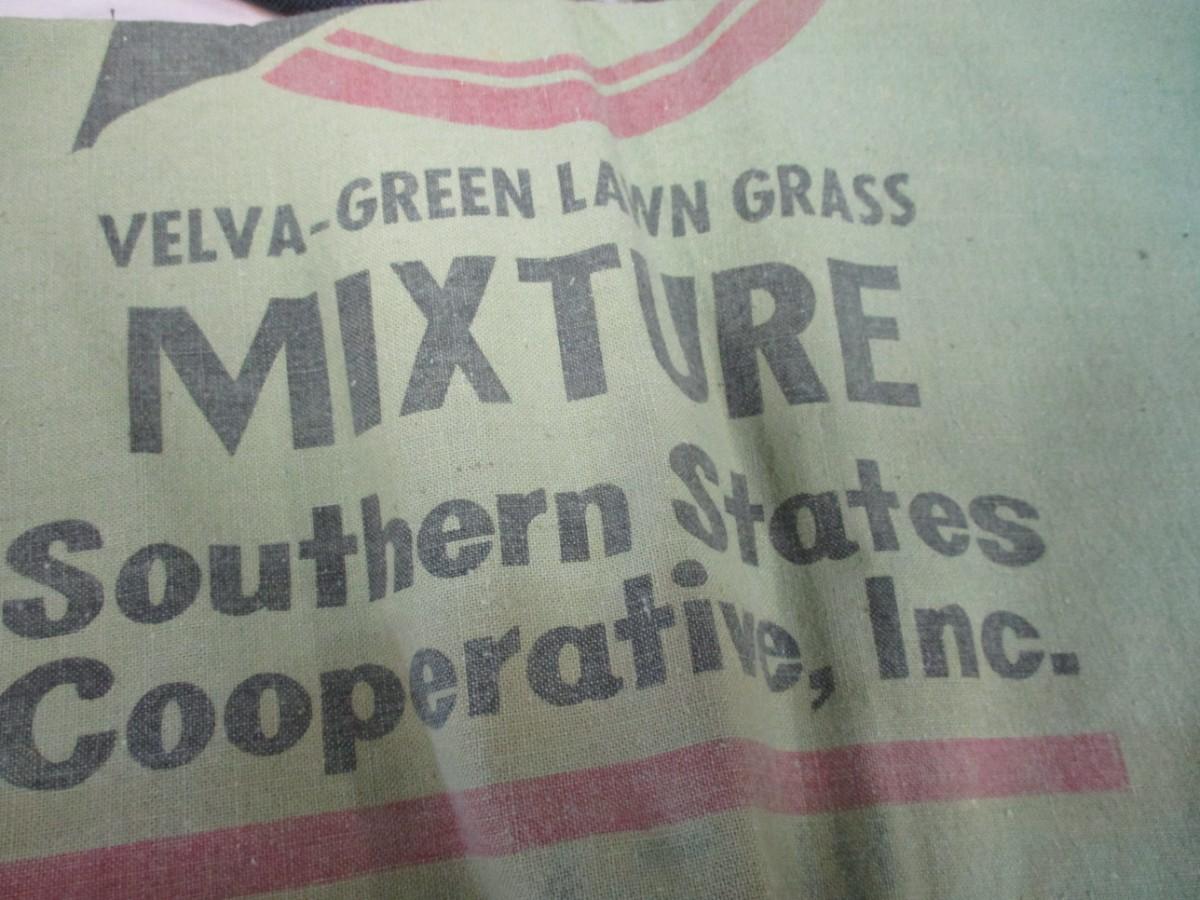 VELVA-GREEN LAWN GRASS
MIXTURE
Southern States
Cooperative, Inc.